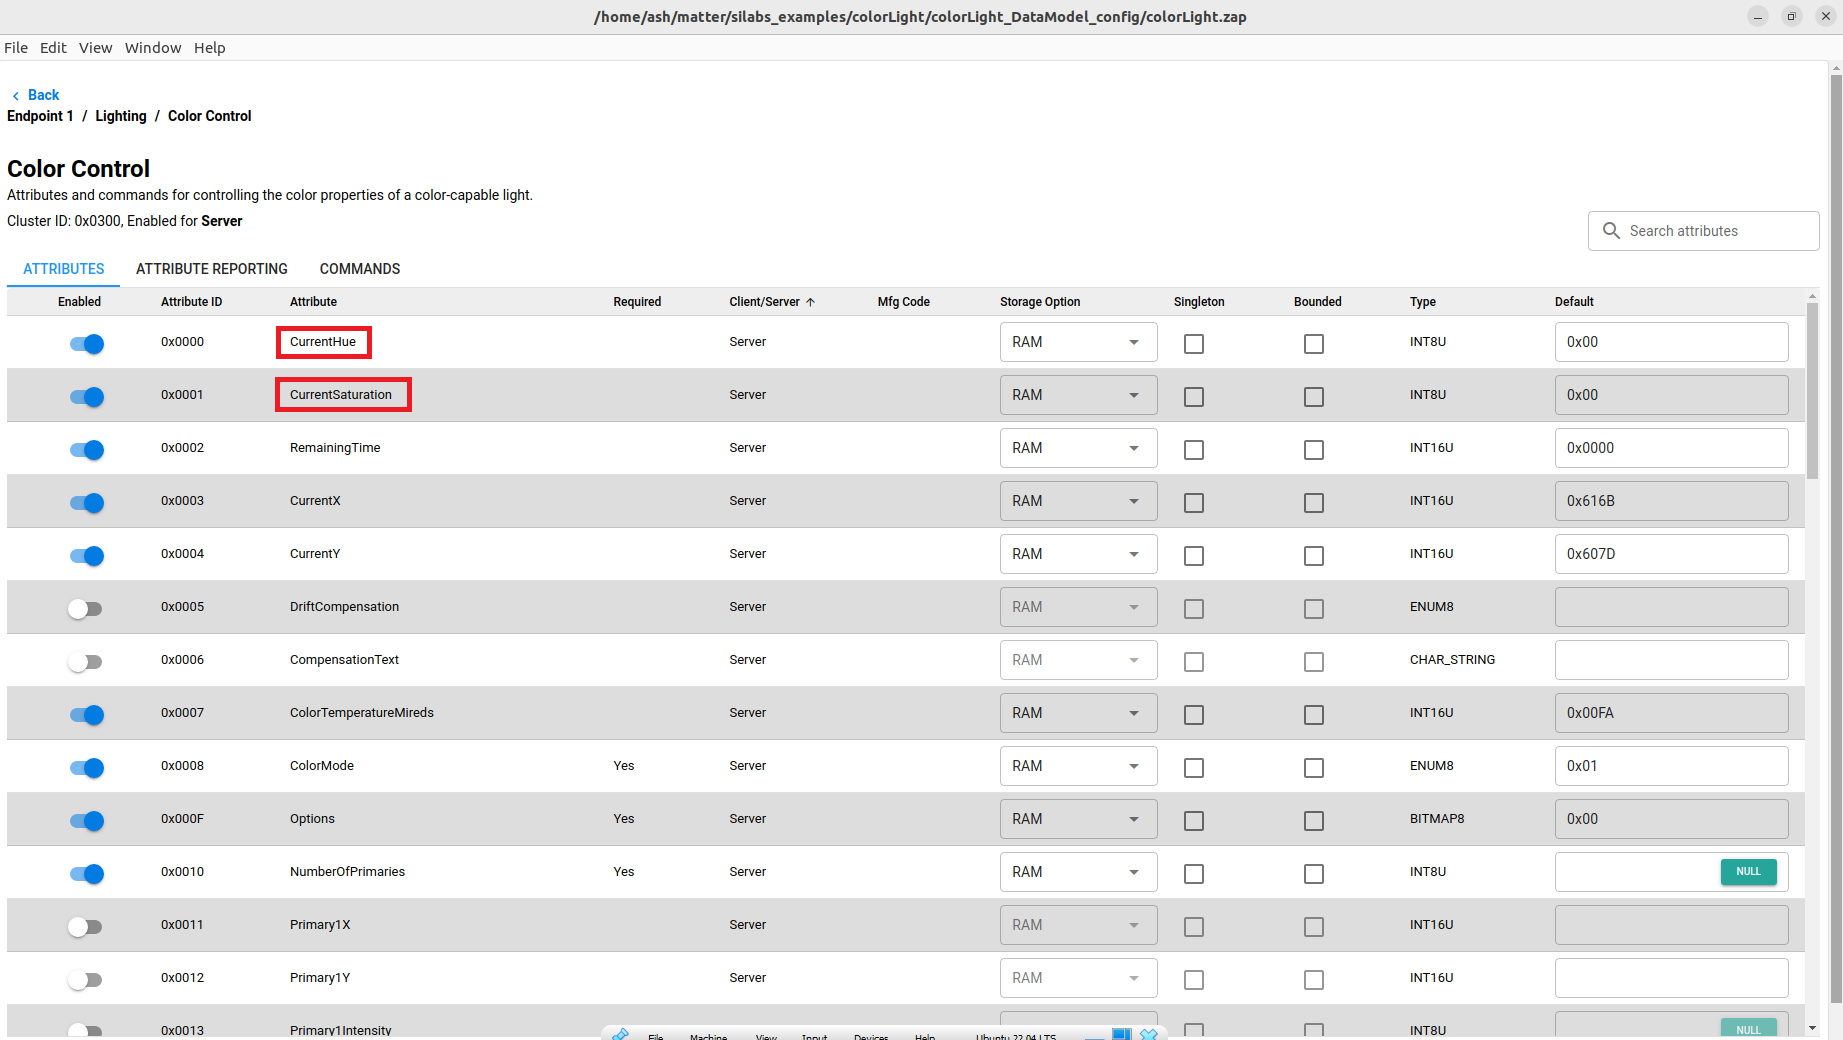 /home/ash/matter/silabs_examples/colorLight/colorLight_DataModel_config/colorLight.zap
File Edit View Window Help
Back
Endpoint 1 / Lighting / Color Control
Color Control
Attributes and commands for controlling the color properties of a color-capable light.
Cluster ID: 0x0300, Enabled for Server
Search attributes
ATTRIBUTES ATTRIBUTE REPORTING COMMANDS
Enabled Attribute ID Attribute Required Client/Server Mfg Code Storage Option Singleton Bounded Type Default
0x0000 CurrentHue Server RAM INT8U 0x00
0x0001 CurrentSaturation Server RAM INT8U 0x00
0x0002 RemainingTime Server RAM INT16U 0x0000
0x0003 CurrentX Server RAM INT16U 0x616B
0x0004 CurrentY Server RAM INT16U 0x607D
0x0005 DriftCompensation Server RAM ENUM8
0x0006 CompensationText Server RAM CHAR_STRING
0x0007 ColorTemperatureMireds Server RAM INT16U 0x00FA
0x0008 ColorMode Yes Server RAM ENUM8 0x01
0x000F Options Yes Server RAM BITMAP8 0x00
0x0010 NumberOfPrimaries Yes Server RAM INT8U NULL
0x0011 Primary1X Server RAM INT16U
0x0012 Primary1Y Server RAM INT16U
0x0013 Primary1Intensity INT8U NULL
File Machine View Input Devices Help Ubuntu 22.04 LTS